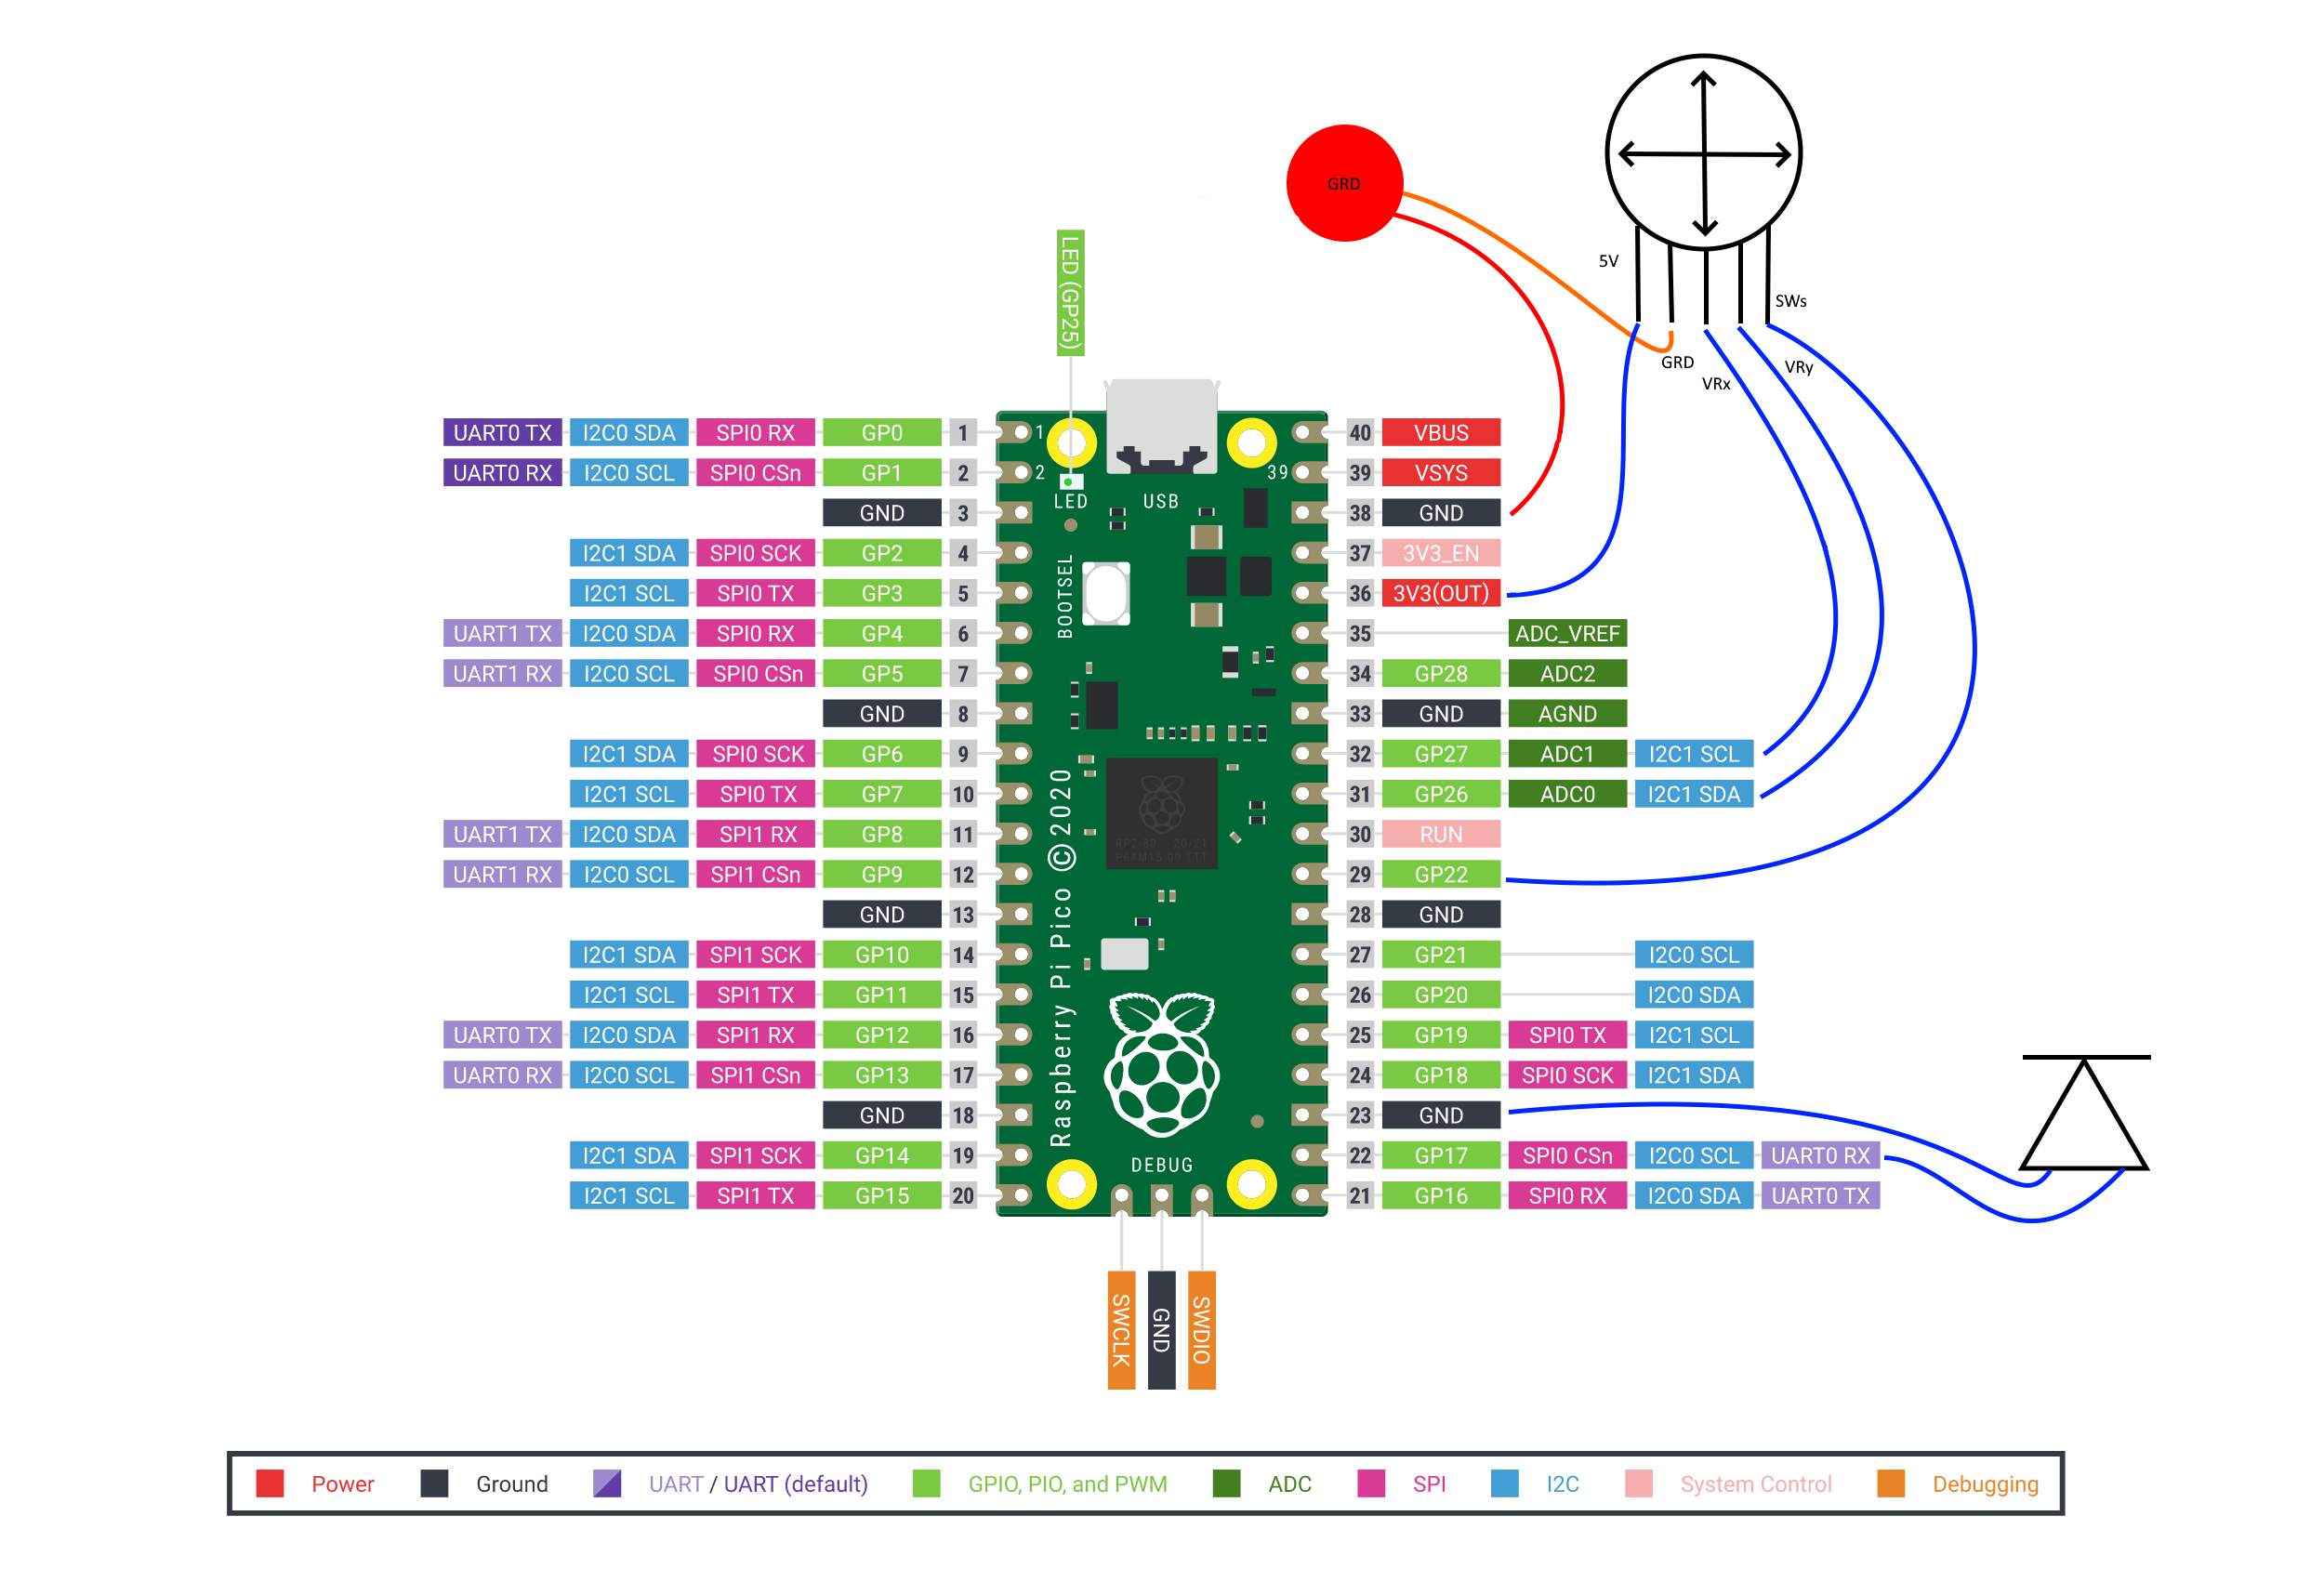 GRD
5V
SWs
GRD
VRy
VRx
LED (GP25)
UART0 TX I2C0 SDA SPI0 RX GP0 1 1 40 VBUS
UART0 RX I2C0 SCL SPI0 CSn GP1 2 2 39 39 VSYS
LED USB
GND 3 38 GND
I2C1 SDA SPI0 SCK GP2 4 37 3V3_EN
I2C1 SCL SPI0 TX GP3 5 36 3V3(OUT)
BOOTSEL
UART1 TX I2C0 SDA SPI0 RX GP4 6 35 ADC_VREF
UART1 RX I2C0 SCL SPI0 CSn GP5 7 34 GP28 ADC2
GND 8 33 GND AGND
I2C1 SDA SPI0 SCK GP6 9 32 GP27 ADC1 I2C1 SCL
I2C1 SCL SPI0 TX GP7 10 31 GP26 ADC0 I2C1 SDA
UART1 TX I2C0 SDA SPI1 RX GP8 11 30 RUN
UART1 RX I2C0 SCL SPI1 CSn GP9 12 29 GP22
GND 13 28 GND
I2C1 SDA SPI1 SCK GP10 14 27 GP21 I2C0 SCL
I2C1 SCL SPI1 TX GP11 15 26 GP20 I2C0 SDA
UART0 TX I2C0 SDA SPI1 RX GP12 16 25 GP19 SPI0 TX I2C1 SCL
UART0 RX I2C0 SCL SPI1 CSn GP13 17 24 GP18 SPI0 SCK I2C1 SDA
GND 18 23 GND
I2C1 SDA SPI1 SCK GP14 19 22 GP17 SPI0 CSn I2C0 SCL UART0 RX
I2C1 SCL SPI1 TX GP15 20 21 GP16 SPI0 RX I2C0 SDA UART0 TX
Raspberry Pi Pico ©2020
DEBUG
SWCLK
GND
SWDIO
Power Ground UART / UART (default) GPIO, PIO, and PWM ADC SPI I2C System Control Debugging